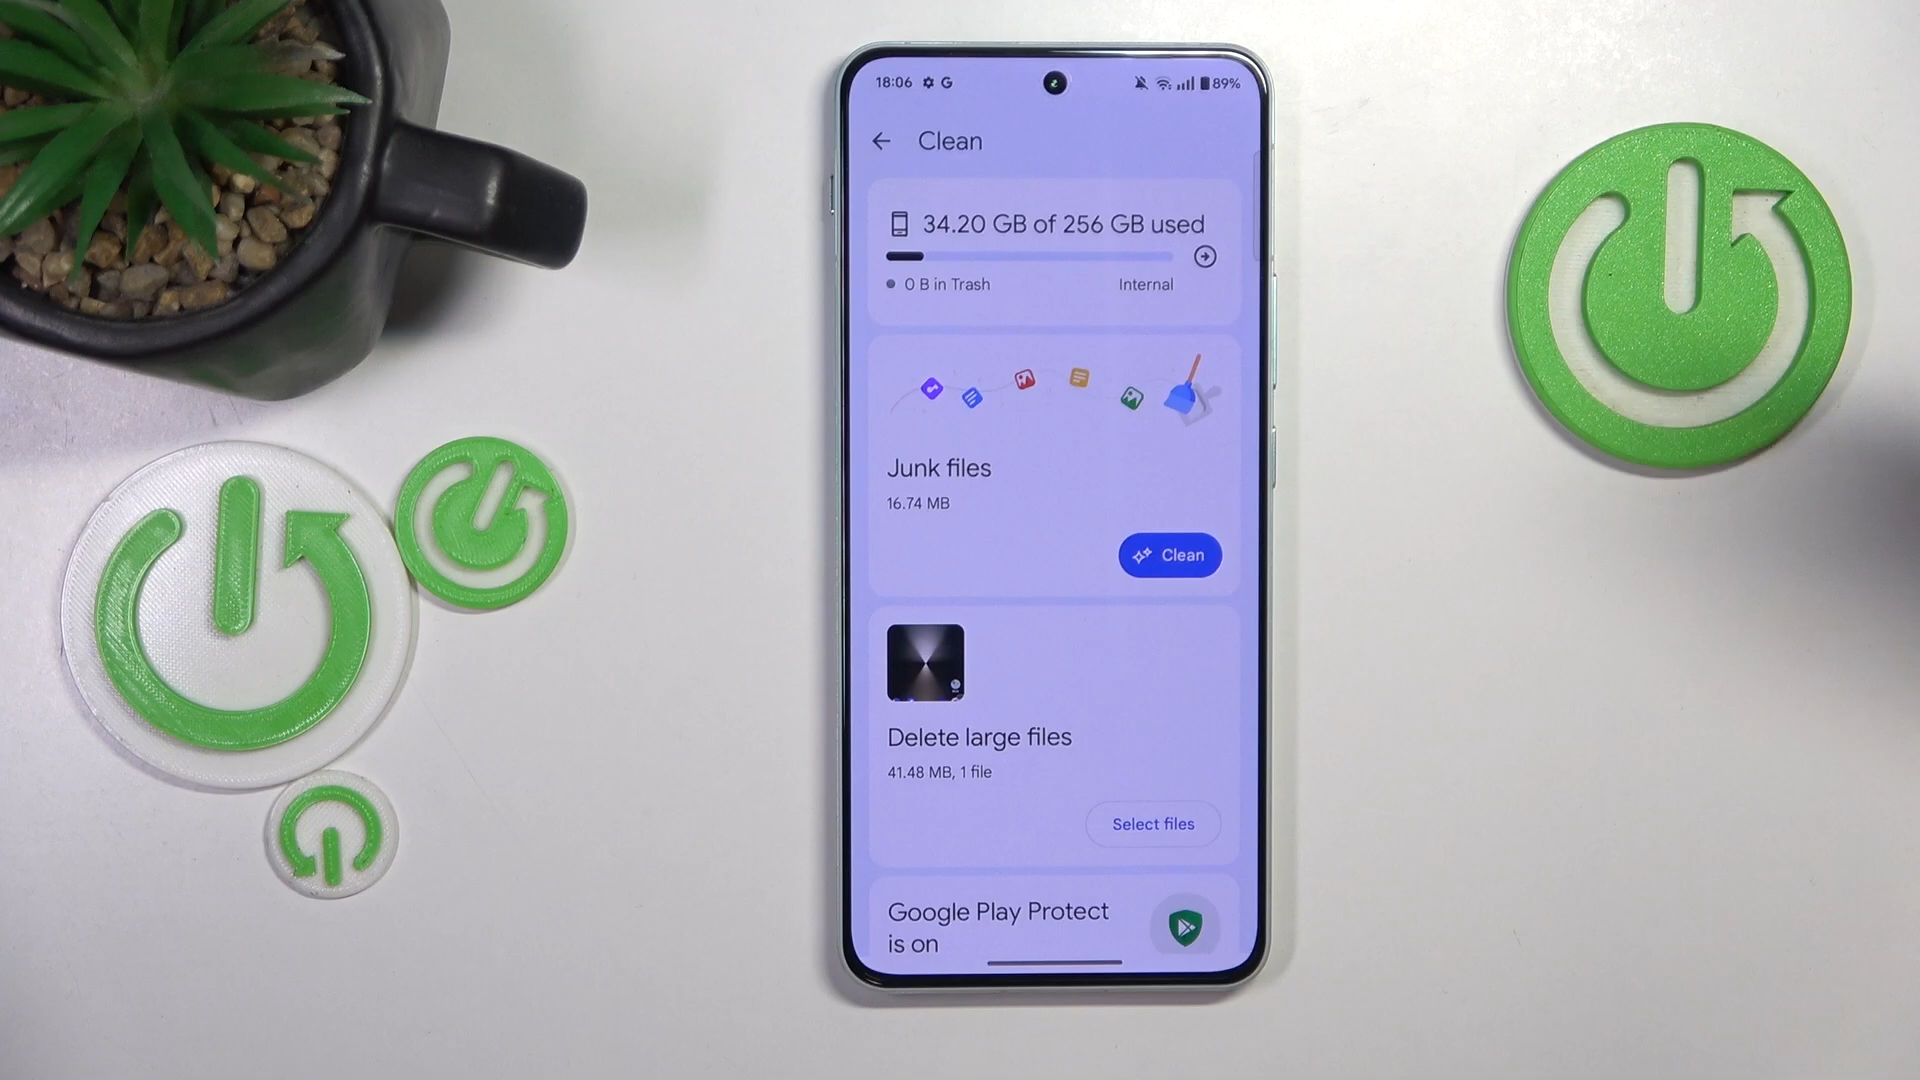 18:06 G 89%
Clean
34.20 GB of 256 GB used
0 B in Trash Internal
Junk files
16.74 MB
Clean
Delete large files
41.48 MB, 1 file
Select files
Google Play Protect
is on